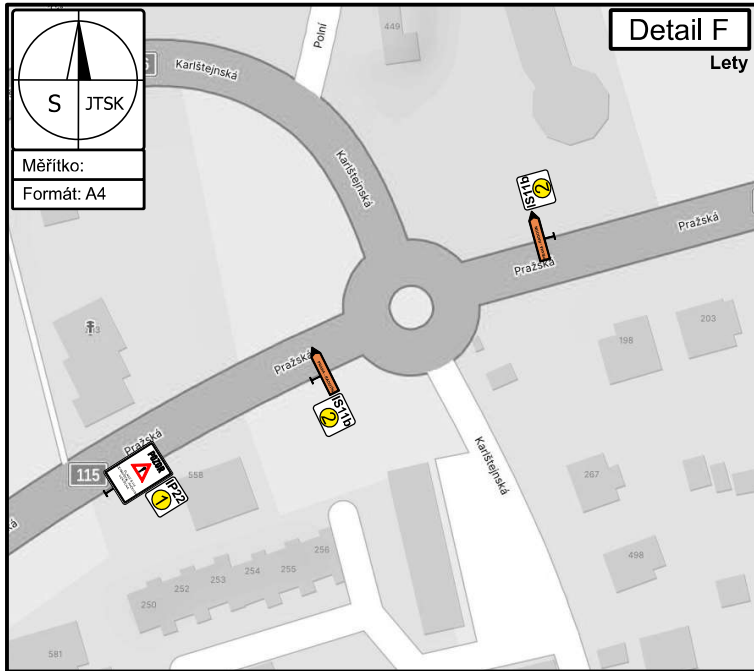 Detail F
Lety
S JTSK
Měřítko:
Formát: A4
Karlštejnská
Polní
449
Karlštejnská
IS11b
2
Pražská
Pražská
203
198
Pražská
IS11b
2
Pražská
115
POZOR
IP22
1
558
Karlštejnská
267
498
256
255
254
253
252
250
581